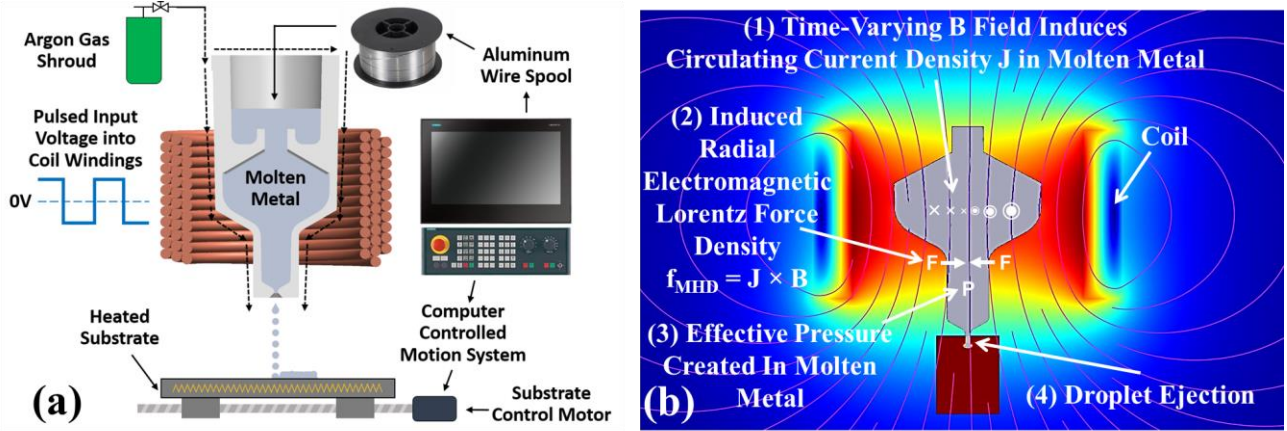 Argon Gas
Shroud
Aluminum
Wire Spool
Pulsed Input
Voltage into
Coil Windings
0V
Molten
Metal
Heated
Substrate
Computer
Controlled
Motion System
Substrate
Control Motor
(a)
(1) Time-Varying B Field Induces
Circulating Current Density J in Molten Metal
(2) Induced
Radial
Electromagnetic
Lorentz Force
Density
f_MHD = J × B
Coil
F
F
P
(3) Effective Pressure
Created In Molten
Metal
(4) Droplet Ejection
(b)